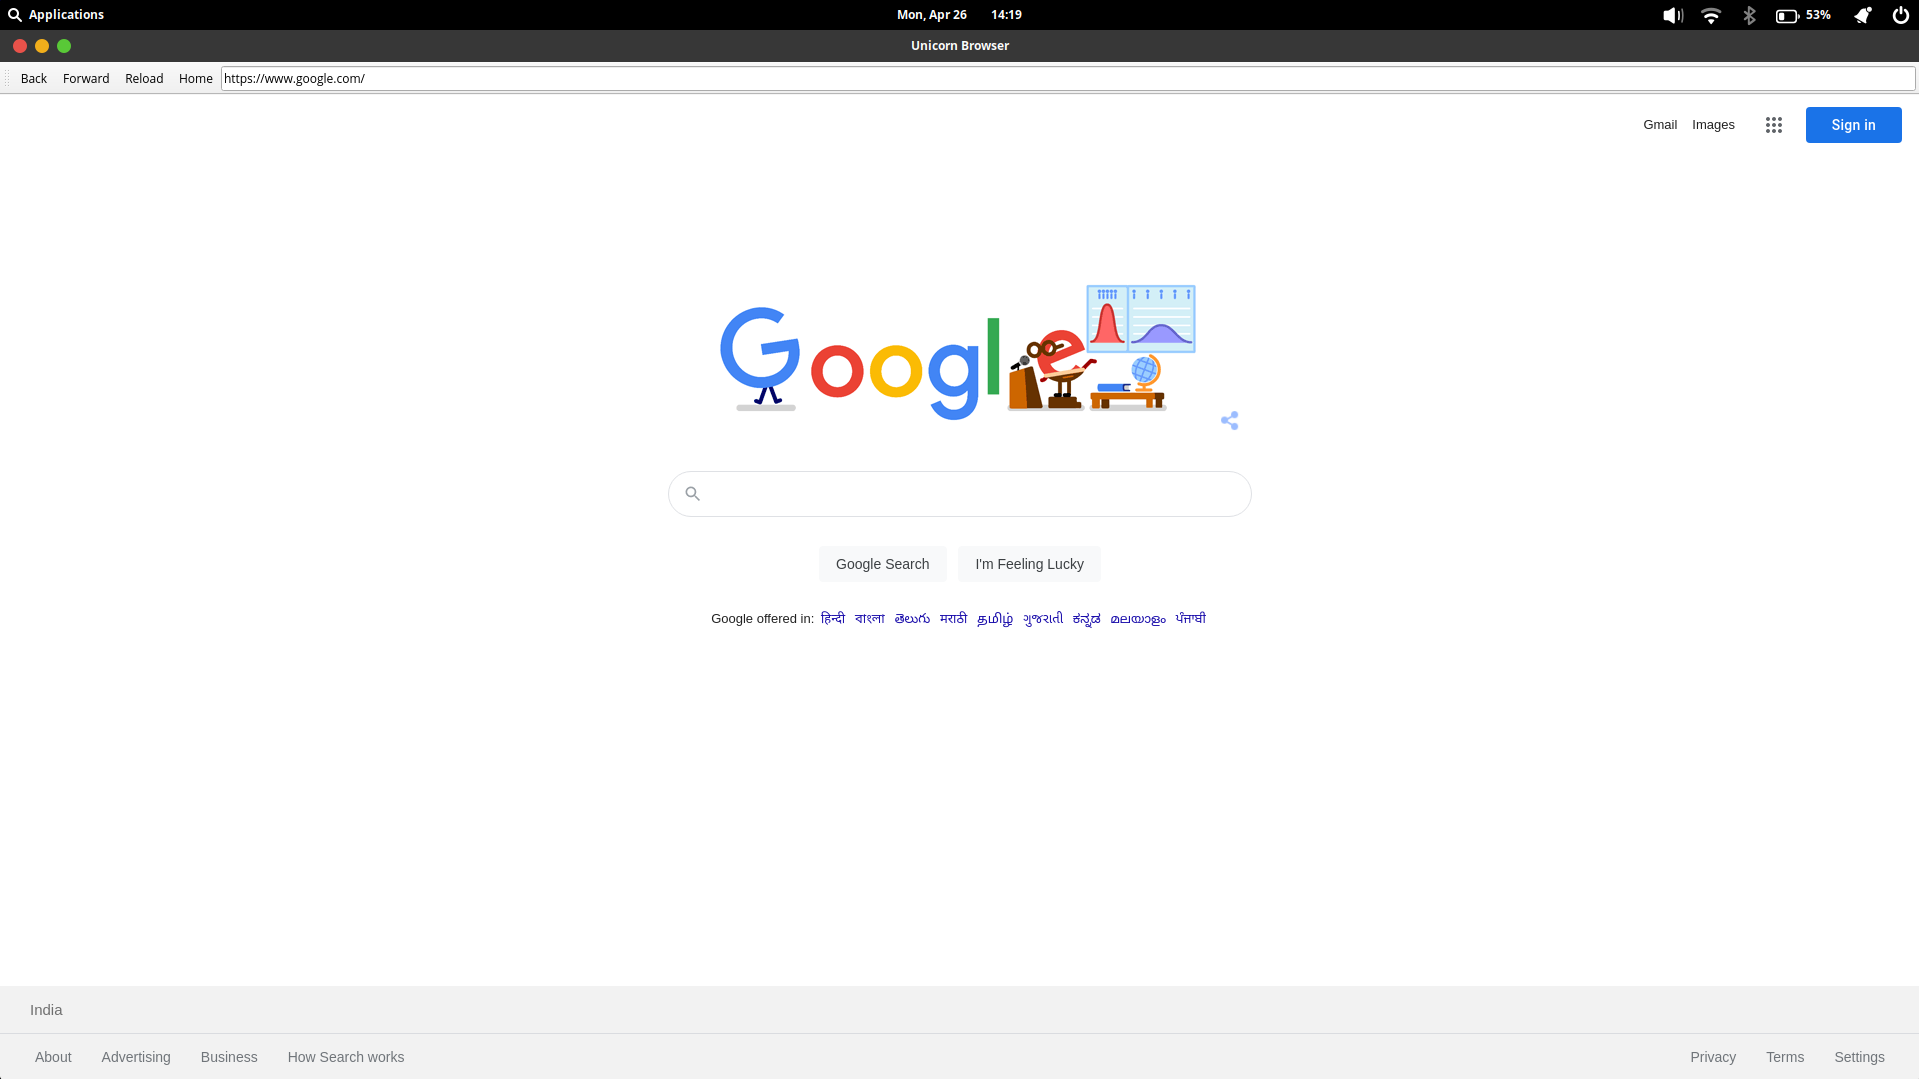 Applications Mon, Apr 26 14:19 53%
Unicorn Browser
Back Forward Reload Home https://www.google.com/
Gmail Images Sign in
Google
Google Search I'm Feeling Lucky
Google offered in: हिन्दी বাংলা తెలుగు मराठी தமிழ் ગુજરાતી ಕನ್ನಡ മലയാളം ਪੰਜਾਬੀ
India
About Advertising Business How Search works Privacy Terms Settings